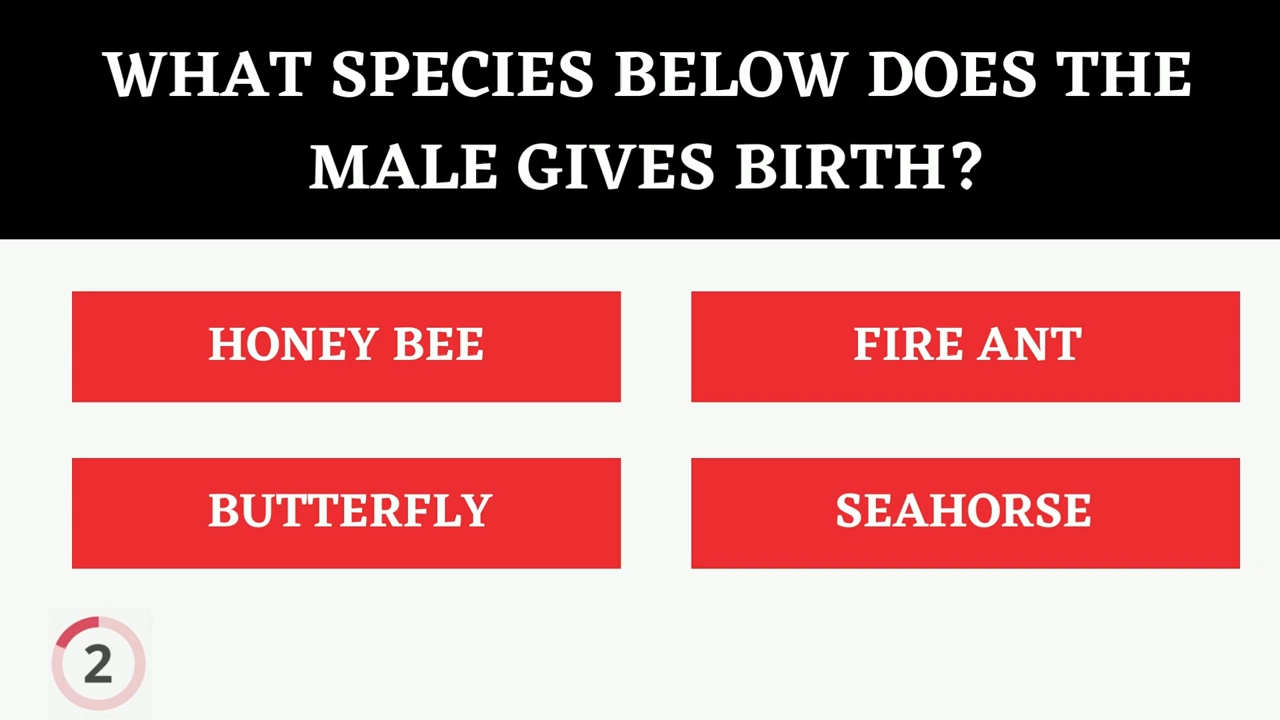 WHAT SPECIES BELOW DOES THE
MALE GIVES BIRTH?
HONEY BEE
FIRE ANT
BUTTERFLY
SEAHORSE
2